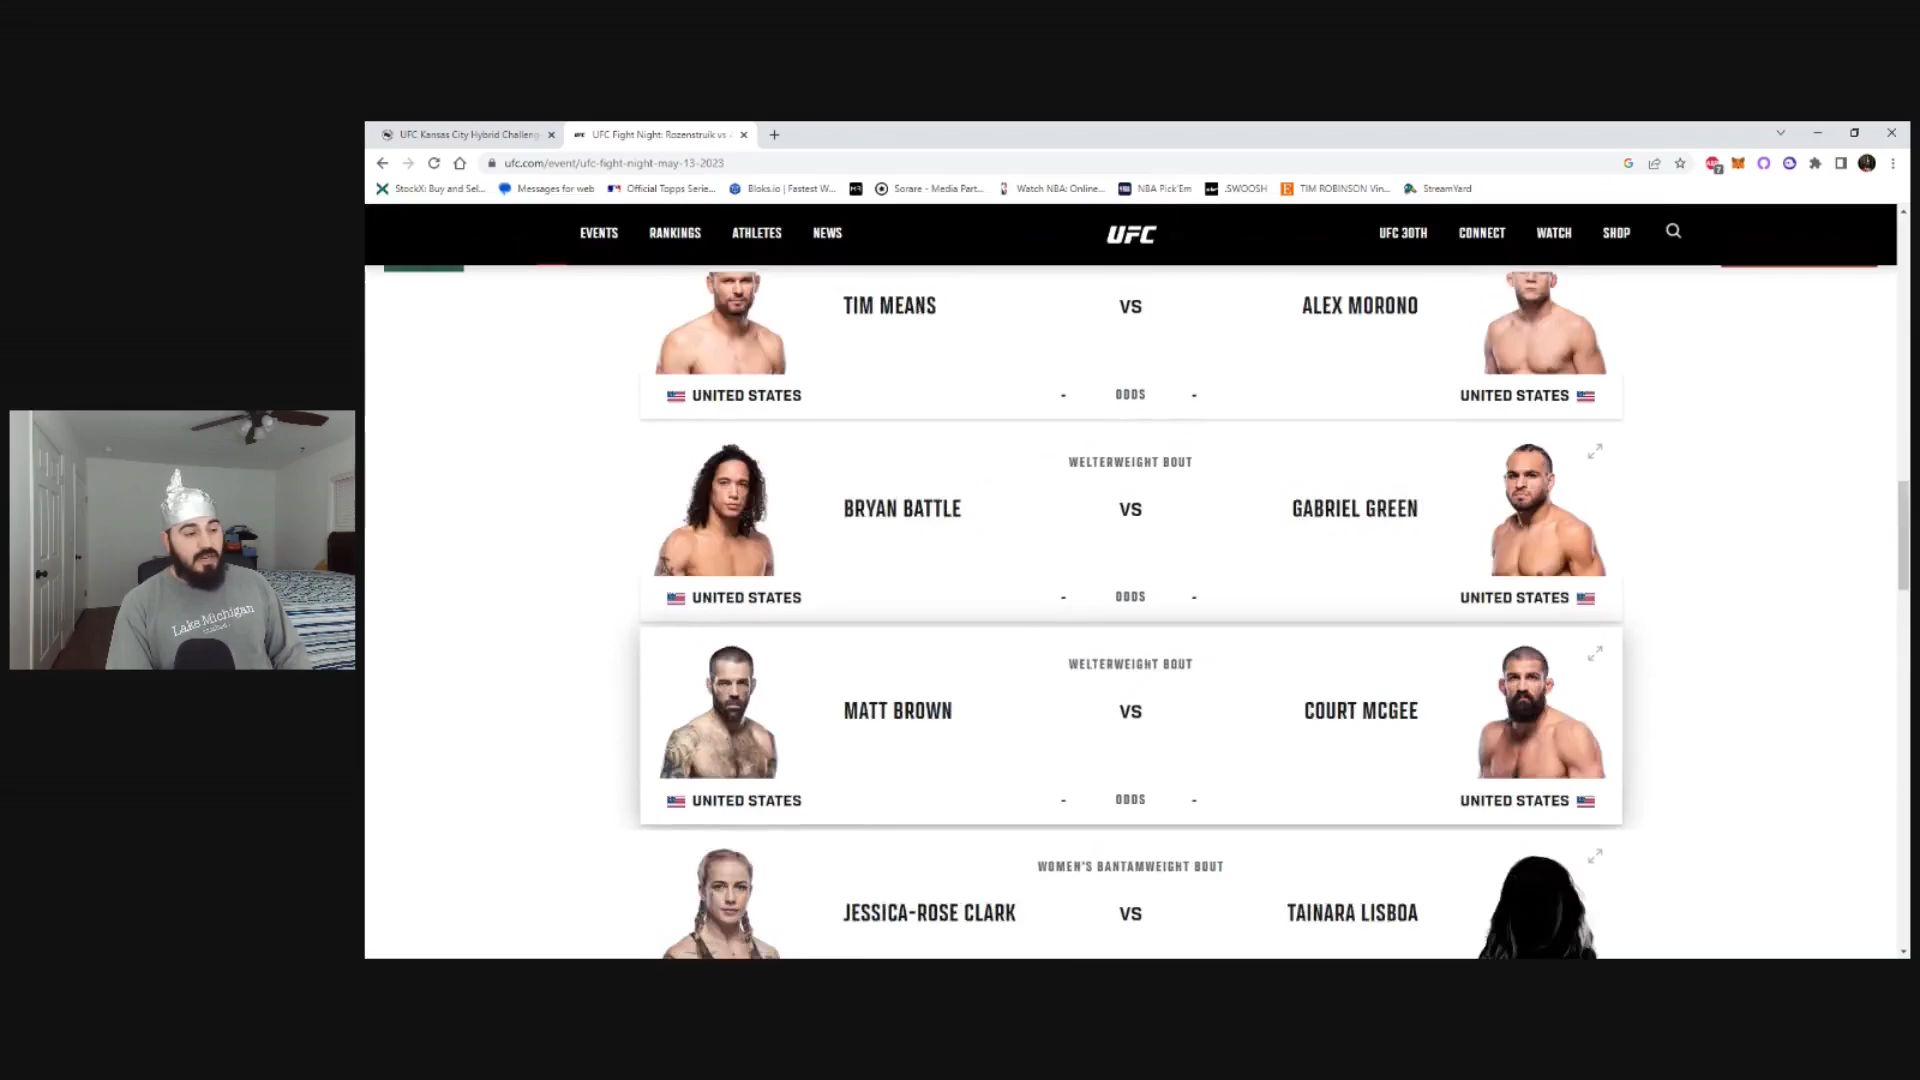 UFC Kansas City Hybrid Challeng
UFC Fight Night: Rozenstruik vs
ufc.com/event/ufc-fight-night-may-13-2023
StockX: Buy and Sel...
Messages for web
Official Topps Serie...
Bloks.io | Fastest W...
Sorare - Media Part...
Watch NBA: Online...
NBA Pick'Em
.SWOOSH
TIM ROBINSON Vin...
StreamYard
EVENTS RANKINGS ATHLETES NEWS UFC UFC 30TH CONNECT WATCH SHOP
TIM MEANS VS ALEX MORONO
UNITED STATES - ODDS - UNITED STATES
WELTERWEIGHT BOUT
BRYAN BATTLE VS GABRIEL GREEN
UNITED STATES - ODDS - UNITED STATES
WELTERWEIGHT BOUT
MATT BROWN VS COURT MCGEE
UNITED STATES - ODDS - UNITED STATES
WOMEN'S BANTAMWEIGHT BOUT
JESSICA-ROSE CLARK VS TAINARA LISBOA
Lake Michigan